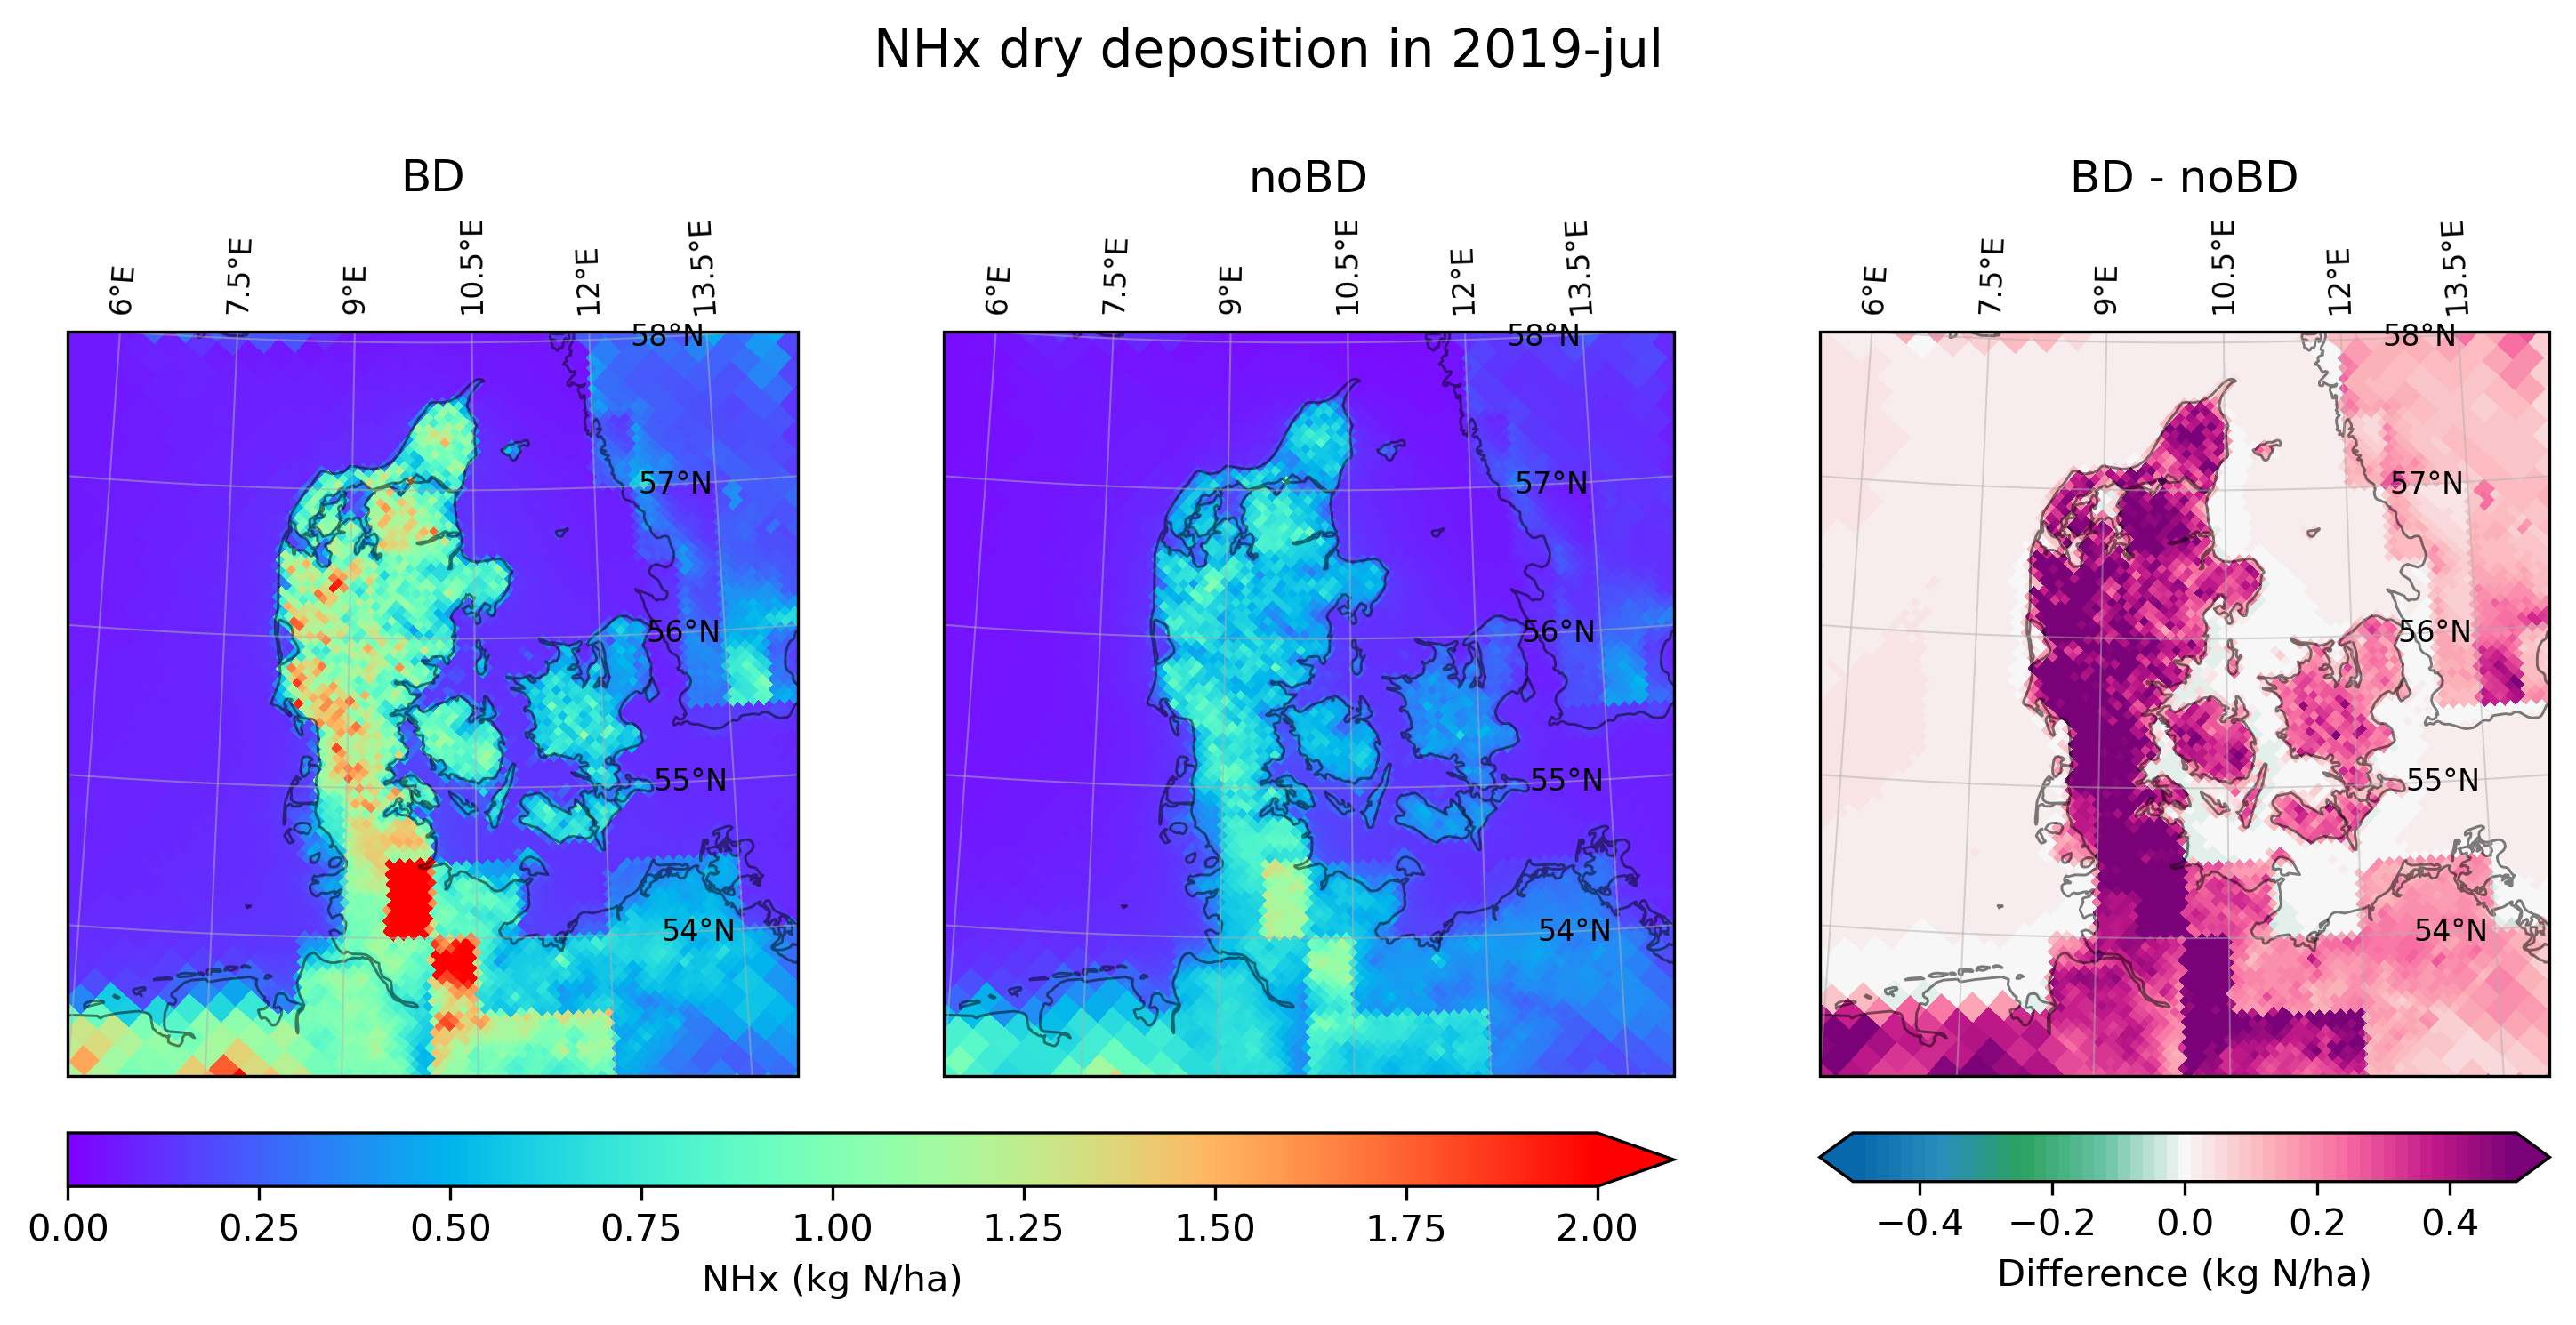 NHx dry deposition in 2019-jul
BD
noBD
BD - noBD
6°E 7.5°E 9°E 10.5°E 12°E 13.5°E
6°E 7.5°E 9°E 10.5°E 12°E 13.5°E
6°E 7.5°E 9°E 10.5°E 12°E 13.5°E
58°N 58°N 58°N
57°N 57°N 57°N
56°N 56°N 56°N
55°N 55°N 55°N
54°N 54°N 54°N
0.00 0.25 0.50 0.75 1.00 1.25 1.50 1.75 2.00
NHx (kg N/ha)
−0.4 −0.2 0.0 0.2 0.4
Difference (kg N/ha)